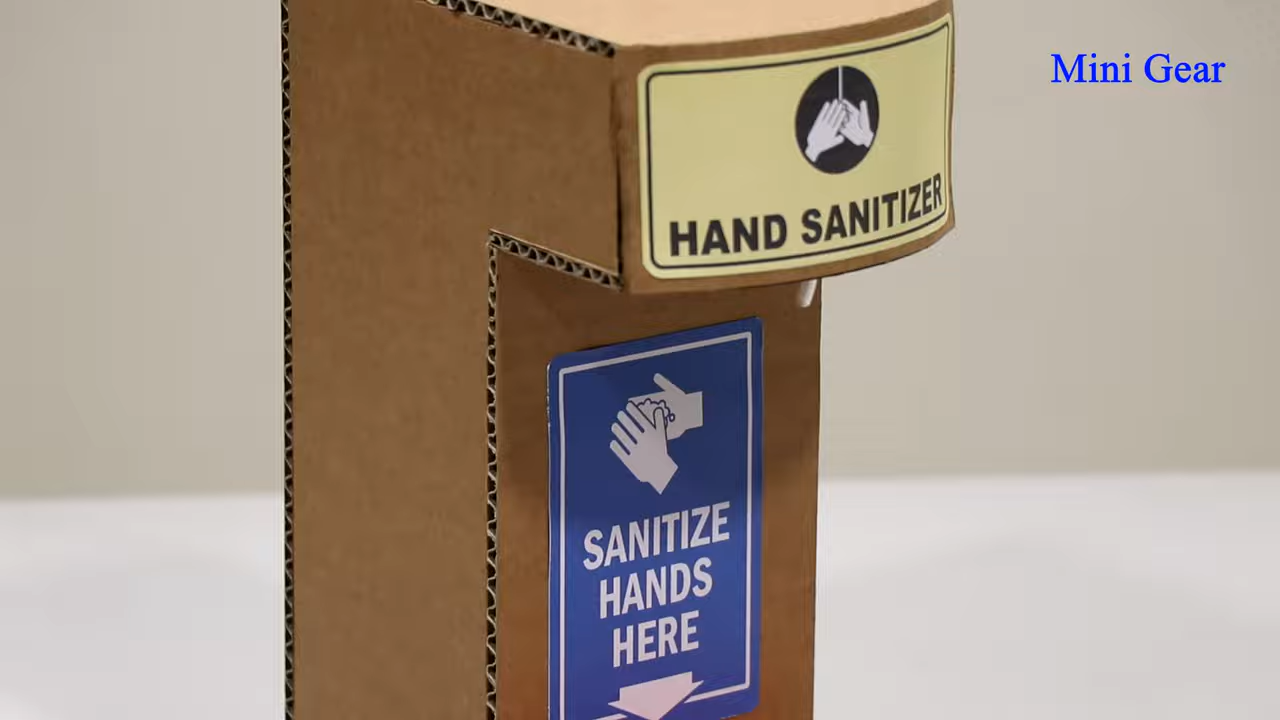 Mini Gear
HAND SANITIZER
SANITIZE
HANDS
HERE